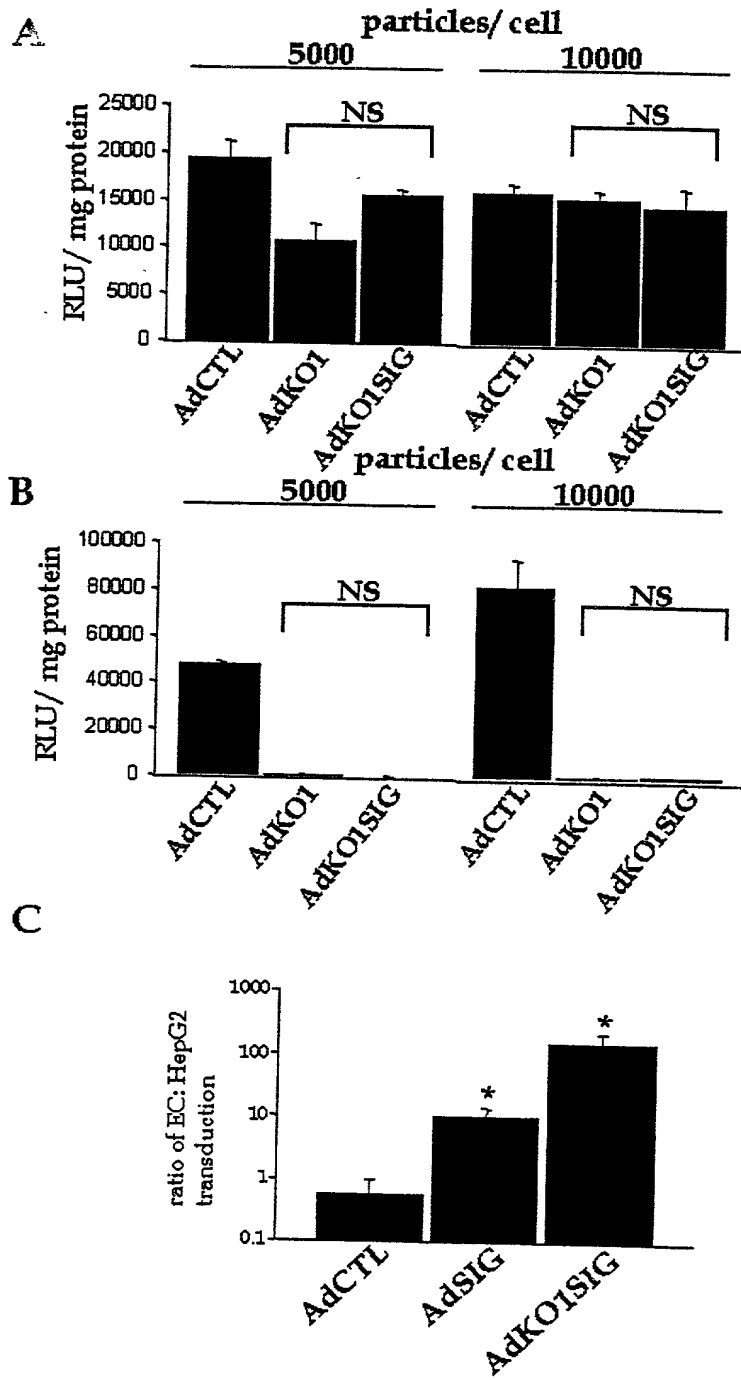 A
particles/ cell
5000 10000
RLU/ mg protein
25000
20000
15000
10000
5000
0
NS NS
AdCTL AdKO1 AdKO1SIG AdCTL AdKO1 AdKO1SIG
B
particles/ cell
5000 10000
RLU/ mg protein
100000
80000
60000
40000
20000
0
NS NS
AdCTL AdKO1 AdKO1SIG AdCTL AdKO1 AdKO1SIG
C
ratio of EC: HepG2
transduction
1000
100
10
1
0.1
* *
AdCTL AdSIG AdKO1SIG